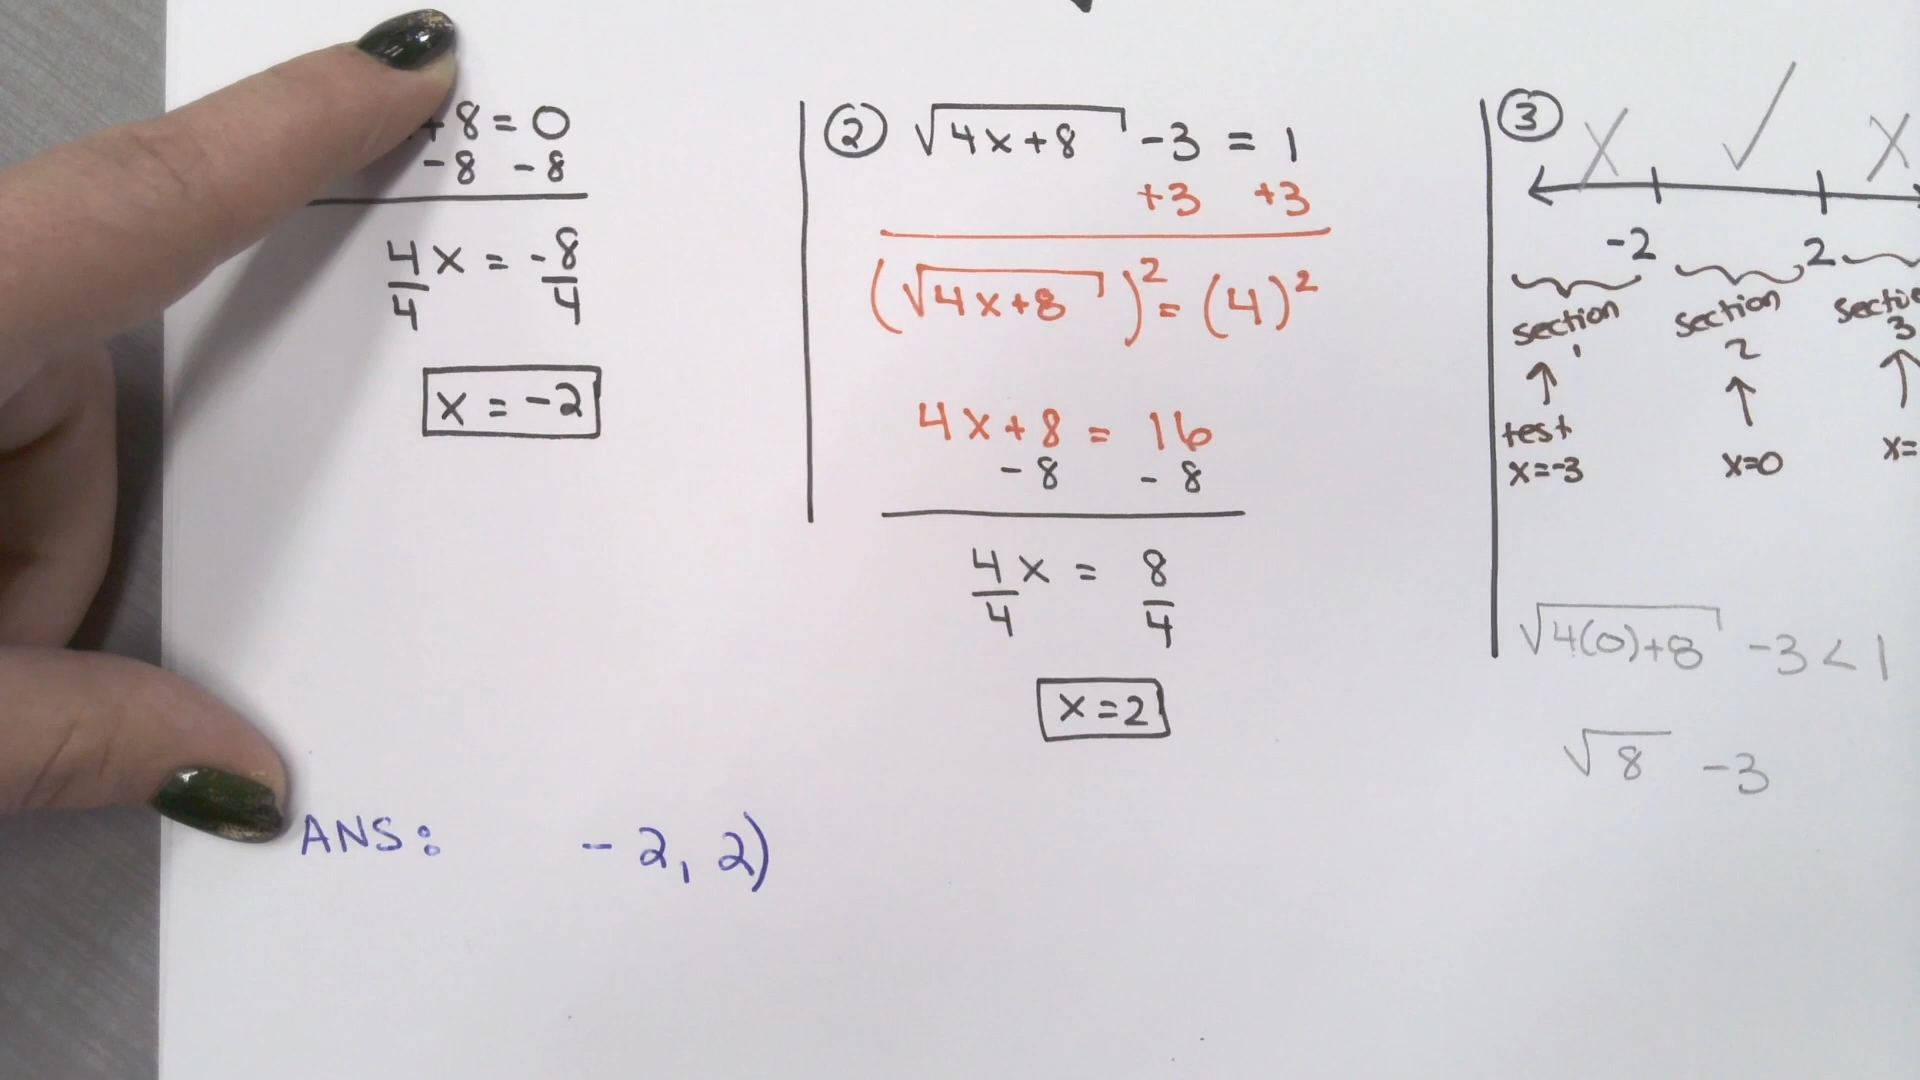 +8=0
-8 -8
4x = -8
4 4
x = -2
② √4x+8 -3 = 1
+3 +3
(√4x+8)² = (4)²
4x+8 = 16
-8 -8
4x = 8
4 4
x=2
③ X ✓ X
-2 2
section 1 section 2 3
↑ ↑ ↑
test
x=-3 x=0 x=
√4(0)+8 -3<1
√8 -3
ANS: -2, 2)